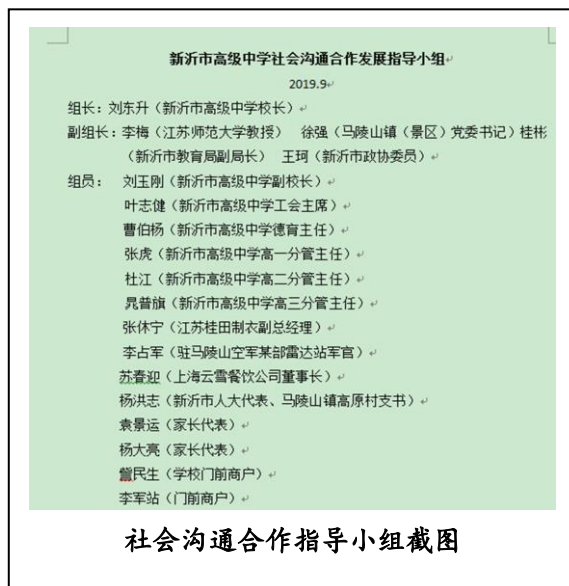 新沂市高级中学社会沟通合作发展指导小组
2019.9
组长：刘东升（新沂市高级中学校长）
副组长：李梅（江苏师范大学教授） 徐强（马陵山镇（景区）党委书记）桂彬
（新沂市教育局副局长） 王珂（新沂市政协委员）
组员： 刘玉刚（新沂市高级中学副校长）
叶志健（新沂市高级中学工会主席）
曹伯杨（新沂市高级中学德育主任）
张虎（新沂市高级中学高一分管主任）
杜江（新沂市高级中学高二分管主任）
晁普旗（新沂市高级中学高三分管主任）
张休宁（江苏桂田制衣副总经理）
李占军（驻马陵山空军某部雷达站军官）
苏春迎（上海云雪餐饮公司董事长）
杨洪志（新沂市人大代表、马陵山镇高原村支书）
袁景运（家长代表）
杨大亮（家长代表）
民生（学校门前商户）
李军站（门前商户）
社会沟通合作指导小组截图